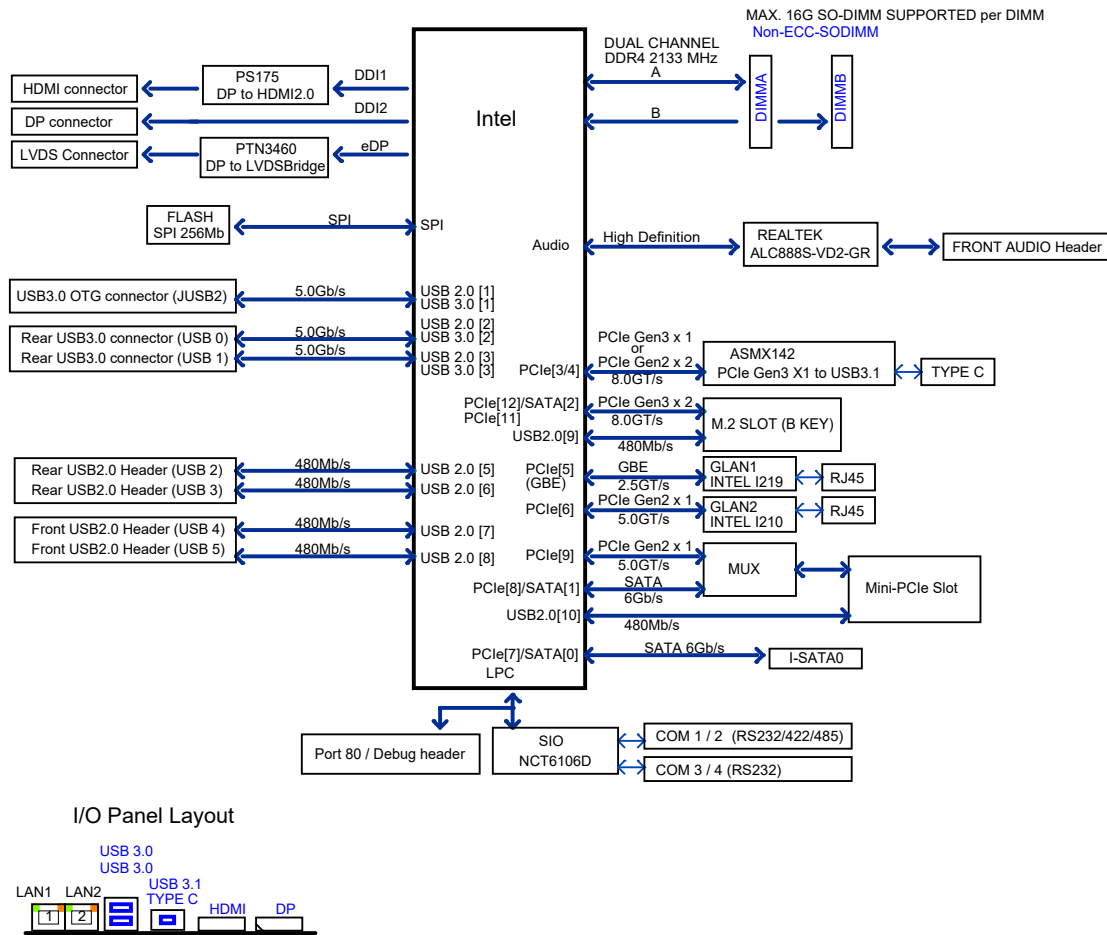 MAX. 16G SO-DIMM SUPPORTED per DIMM
Non-ECC-SODIMM
DUAL CHANNEL
DDR4 2133 MHz
A
B
DIMMA
DIMMB
Intel
HDMI connector
PS175
DP to HDMI2.0
DDI1
DP connector
DDI2
LVDS Connector
PTN3460
DP to LVDSBridge
eDP
FLASH
SPI 256Mb
SPI
SPI
Audio
High Definition
REALTEK
ALC888S-VD2-GR
FRONT AUDIO Header
USB3.0 OTG connector (JUSB2)
5.0Gb/s
USB 2.0 [1]
USB 3.0 [1]
Rear USB3.0 connector (USB 0)
5.0Gb/s
USB 2.0 [2]
USB 3.0 [2]
Rear USB3.0 connector (USB 1)
5.0Gb/s
USB 2.0 [3]
USB 3.0 [3]
PCIe[3/4]
PCIe Gen3 x 1
or
PCIe Gen2 x 2
8.0GT/s
ASMX142
PCIe Gen3 X1 to USB3.1
TYPE C
PCIe[12]/SATA[2]
PCIe[11]
PCIe Gen3 x 2
8.0GT/s
USB2.0[9]
480Mb/s
M.2 SLOT (B KEY)
Rear USB2.0 Header (USB 2)
480Mb/s
USB 2.0 [5]
Rear USB2.0 Header (USB 3)
480Mb/s
USB 2.0 [6]
PCIe[5]
(GBE)
GBE
2.5GT/s
GLAN1
INTEL I219
RJ45
PCIe[6]
PCIe Gen2 x 1
5.0GT/s
GLAN2
INTEL I210
RJ45
Front USB2.0 Header (USB 4)
480Mb/s
USB 2.0 [7]
Front USB2.0 Header (USB 5)
480Mb/s
USB 2.0 [8]
PCIe[9]
PCIe Gen2 x 1
5.0GT/s
MUX
PCIe[8]/SATA[1]
SATA
6Gb/s
USB2.0[10]
480Mb/s
Mini-PCIe Slot
PCIe[7]/SATA[0]
SATA 6Gb/s
I-SATA0
LPC
Port 80 / Debug header
SIO
NCT6106D
COM 1 / 2 (RS232/422/485)
COM 3 / 4 (RS232)
I/O Panel Layout
USB 3.0
USB 3.0
LAN1
LAN2
USB 3.1
TYPE C
HDMI
DP
1
2